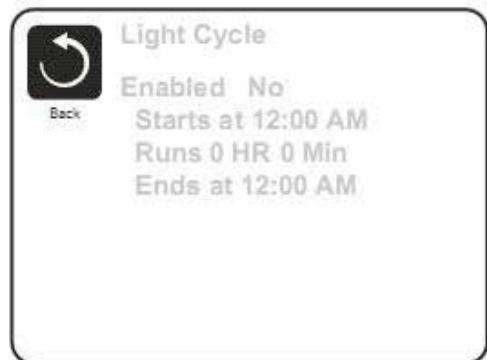 Light Cycle
Back
Enabled No
Starts at 12:00 AM
Runs 0 HR 0 Min
Ends at 12:00 AM